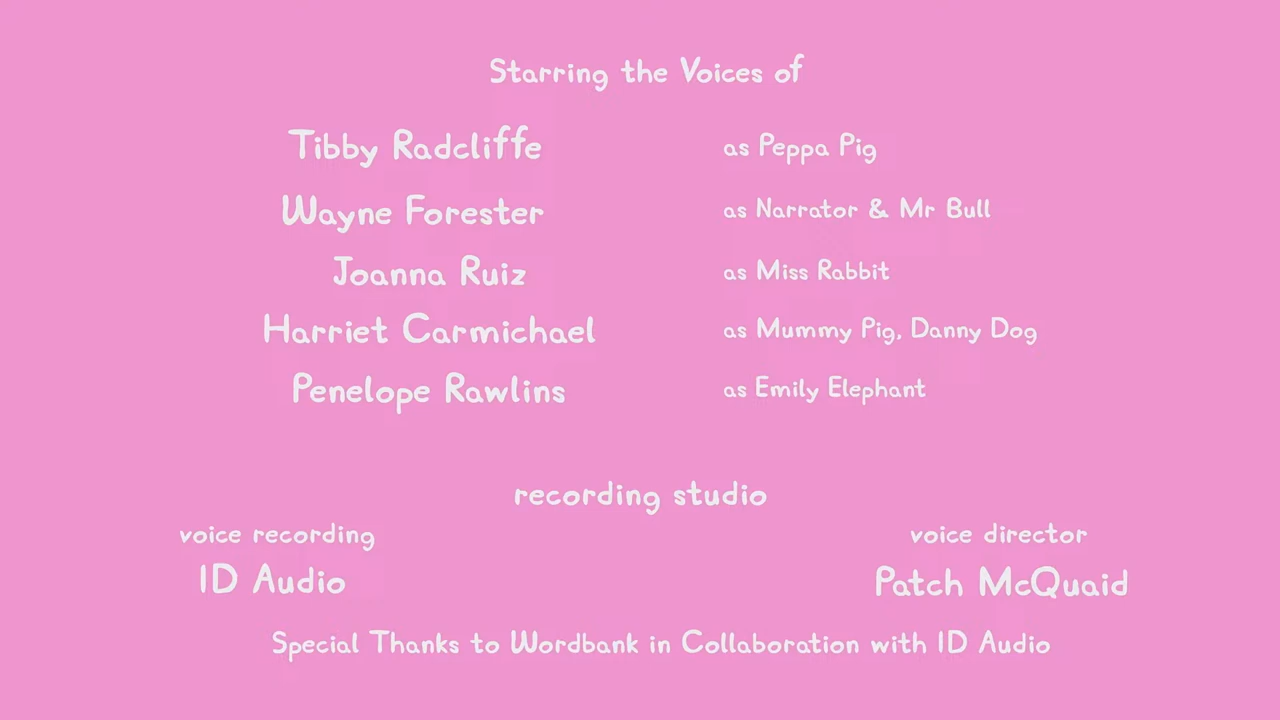 Starring the Voices of
Tibby Radcliffe as Peppa Pig
Wayne Forester as Narrator & Mr Bull
Joanna Ruiz as Miss Rabbit
Harriet Carmichael as Mummy Pig, Danny Dog
Penelope Rawlins as Emily Elephant
recording studio
voice recording voice director
ID Audio Patch McQuaid
Special Thanks to Wordbank in Collaboration with ID Audio